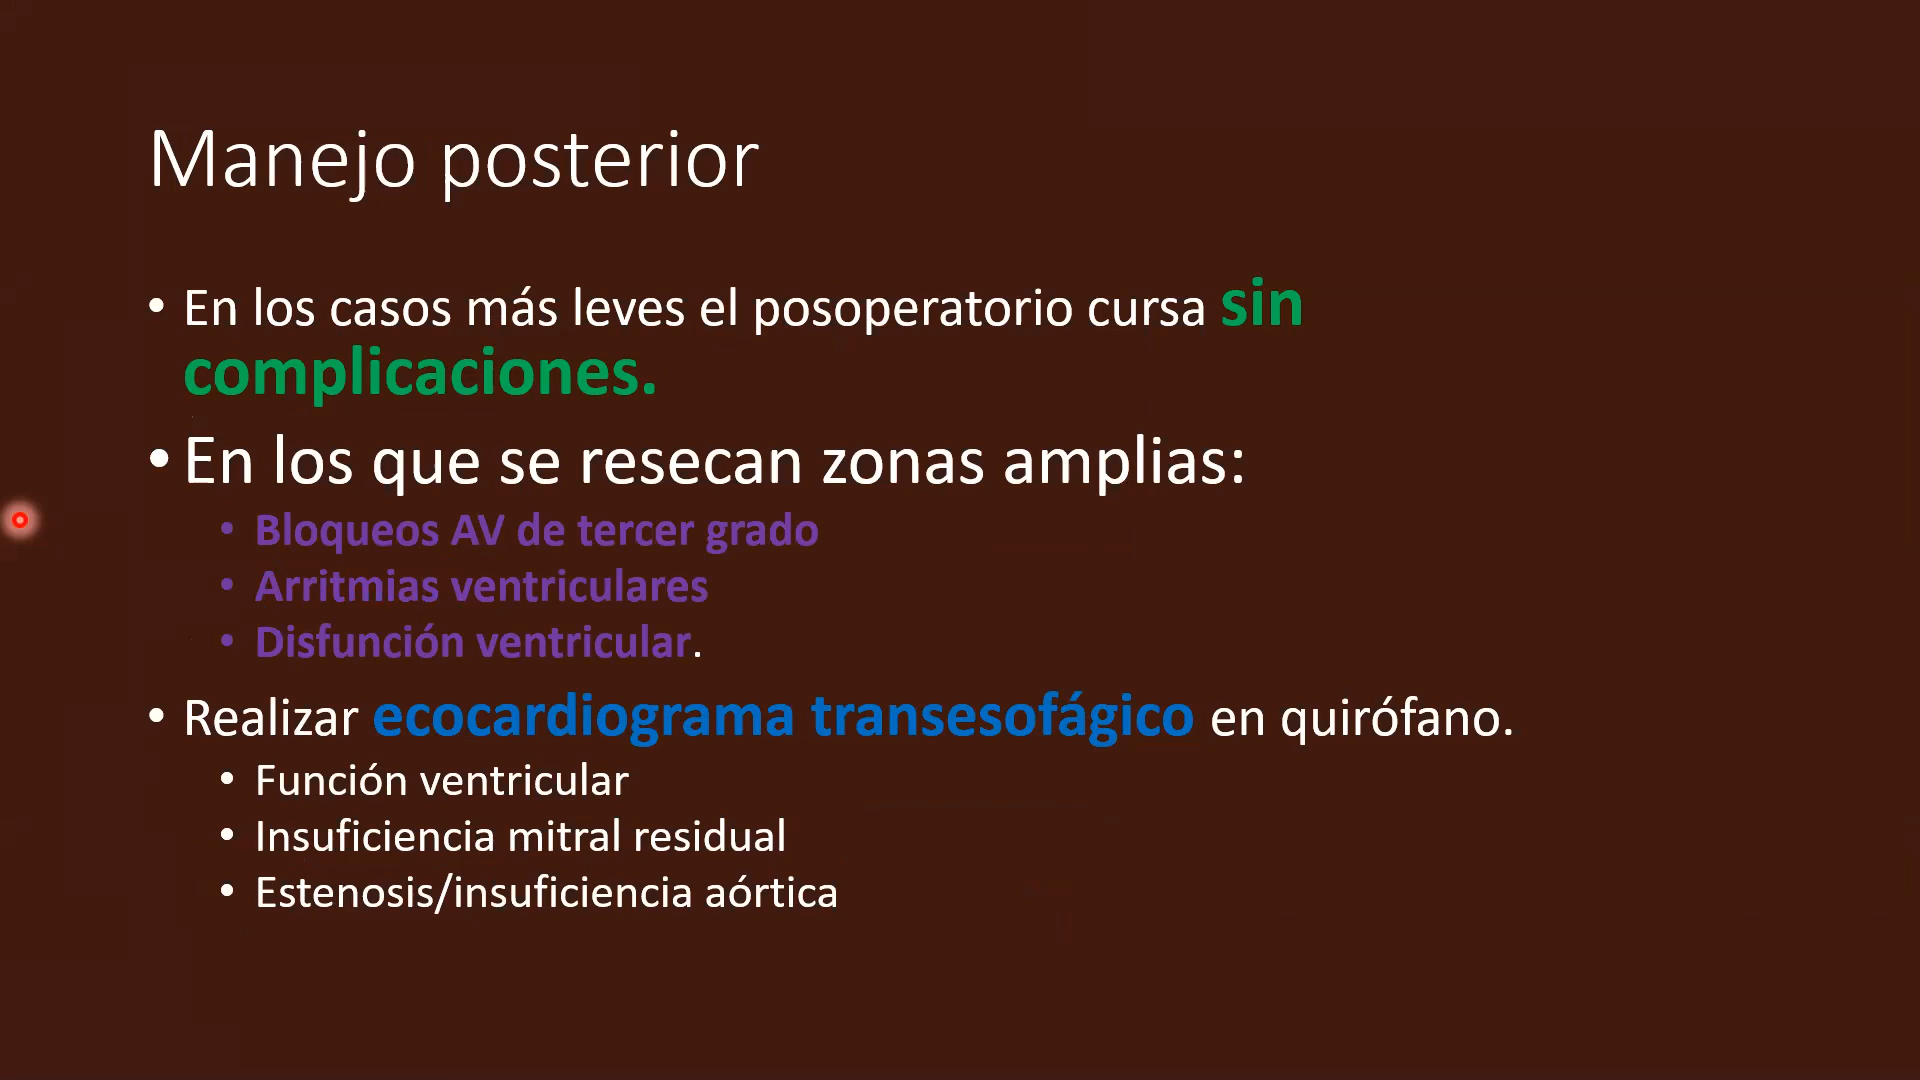 Manejo posterior
• En los casos más leves el posoperatorio cursa sin
complicaciones.
• En los que se resecan zonas amplias:
• Bloqueos AV de tercer grado
• Arritmias ventriculares
• Disfunción ventricular.
• Realizar ecocardiograma transesofágico en quirófano.
• Función ventricular
• Insuficiencia mitral residual
• Estenosis/insuficiencia aórtica